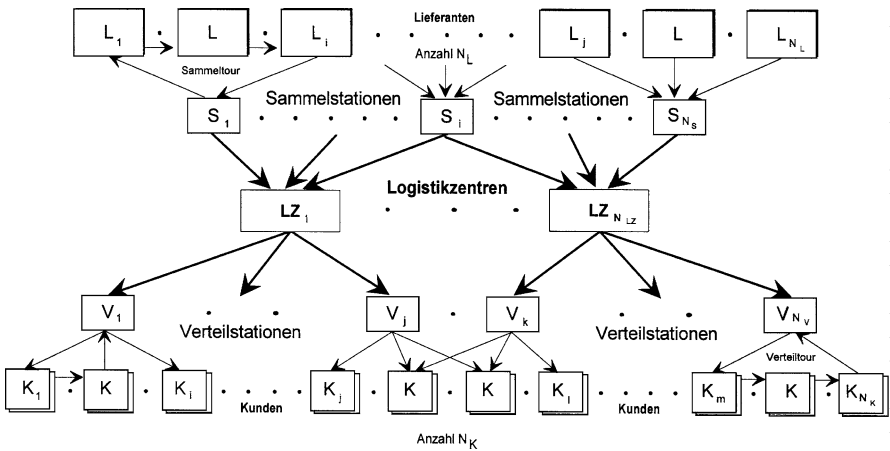 Lieferanten
L1 L Li Lj L LNL
Anzahl NL
Sammeltour
Sammelstationen Sammelstationen
S1 Si SNs
Logistikzentren
LZ1 LZNLZ
V1 Vj Vk VNv
Verteilstationen Verteilstationen
Verteiltour
K1 K Ki Kj K K Kl Km K KNK
Kunden Kunden
Anzahl NK